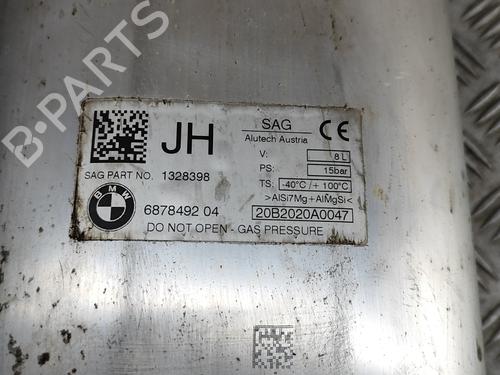 B-PARTS
JH
SAG
Alutech Austria
CE
V: 8 L
PS: 15bar
TS: -40°C / + 100°C
>AlSi7Mg+AlMgSi<
SAG PART NO. 1328398
BMW
6878492 04
20B2020A0047
DO NOT OPEN - GAS PRESSURE